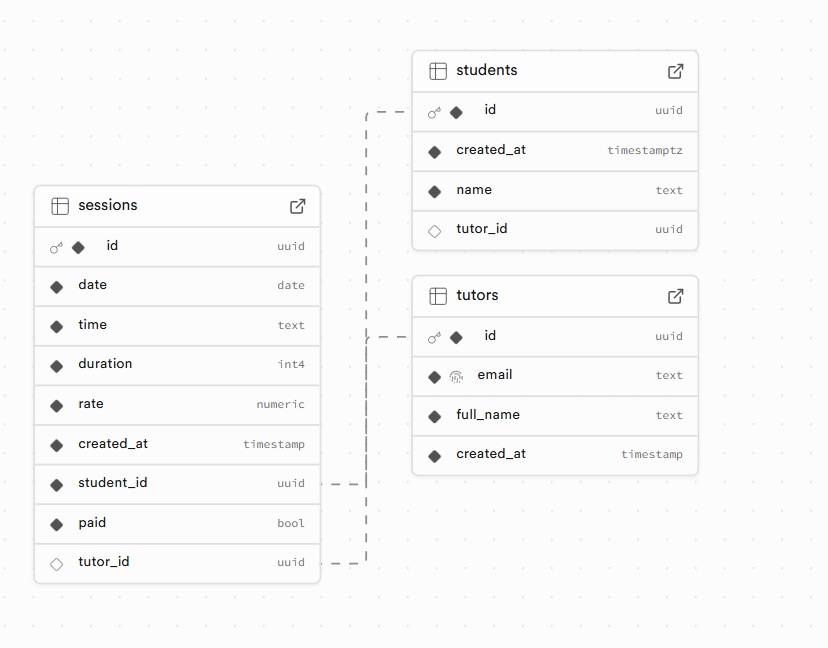 students
id uuid
created_at timestamptz
name text
tutor_id uuid
sessions
id uuid
date date
time text
duration int4
rate numeric
created_at timestamp
student_id uuid
paid bool
tutor_id uuid
tutors
id uuid
email text
full_name text
created_at timestamp